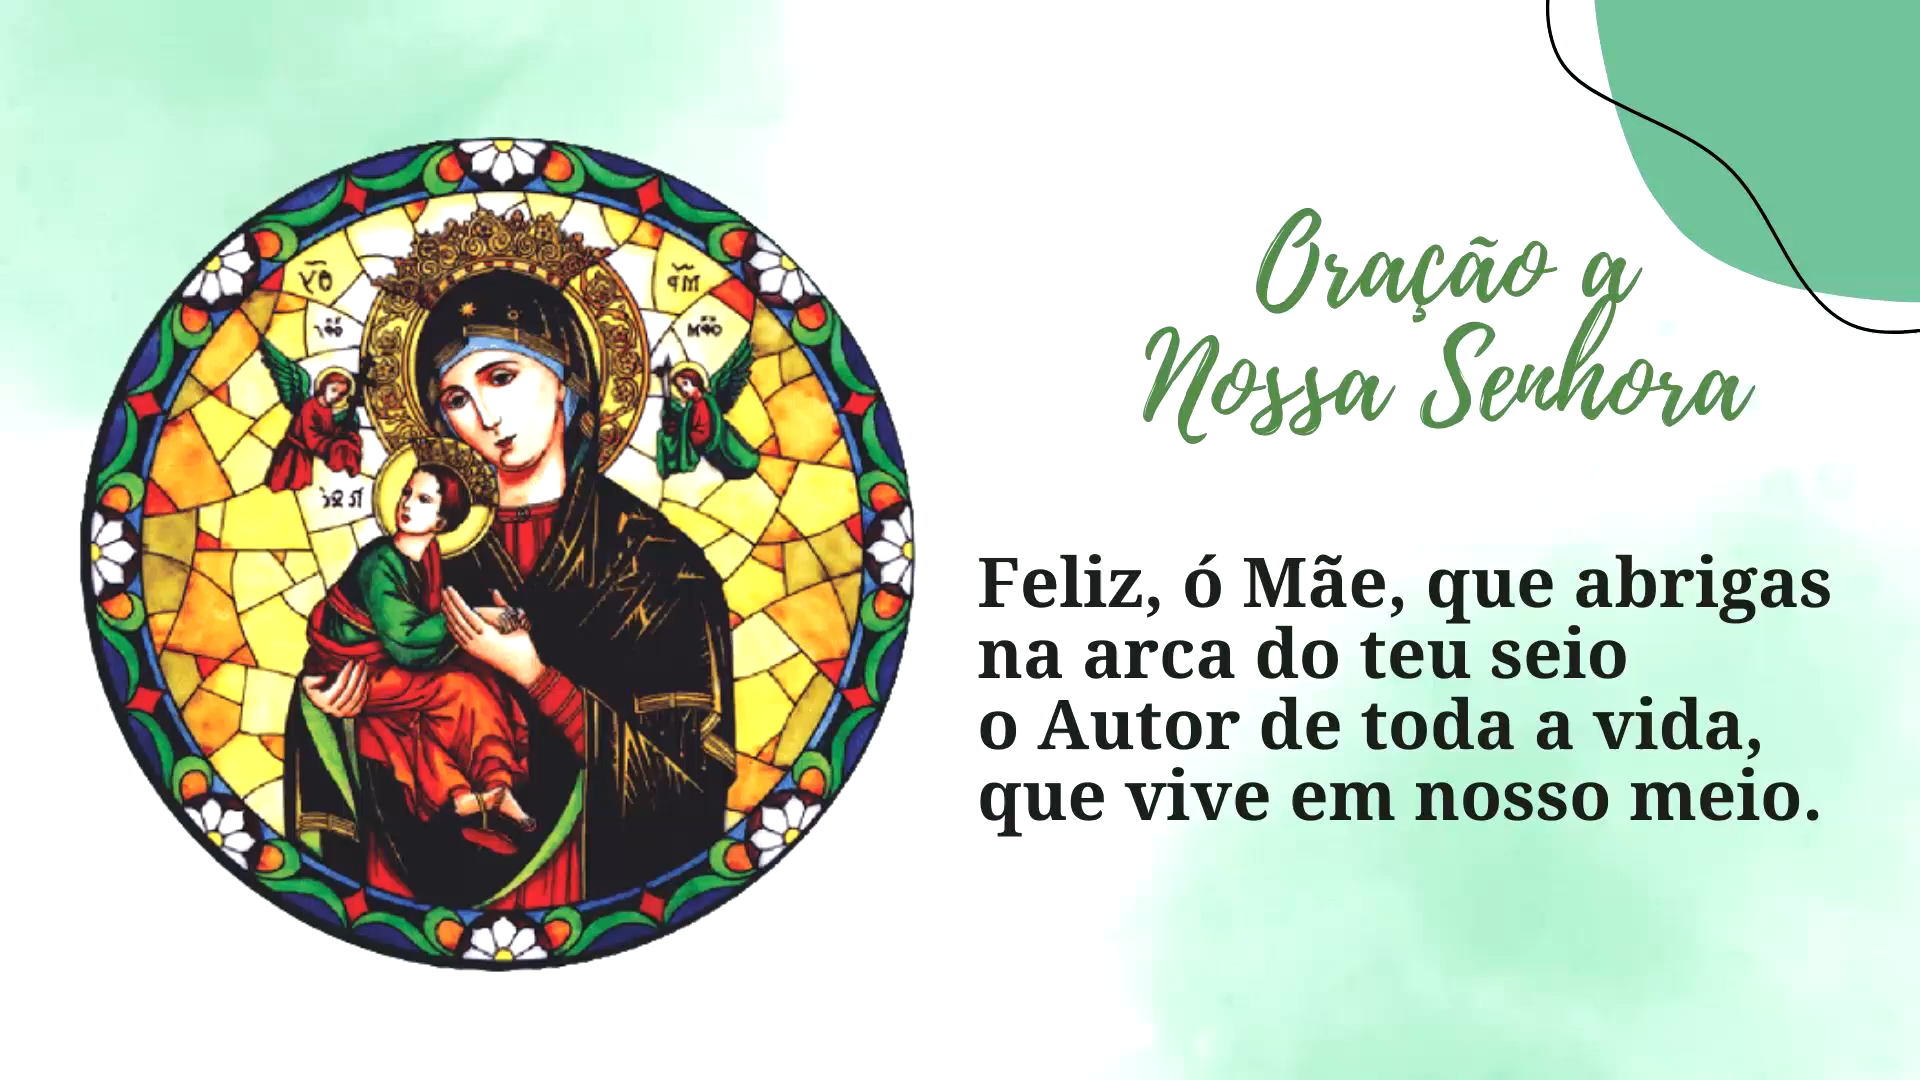 Oração a
Nossa Senhora
Feliz, ó Mãe, que abrigas
na arca do teu seio
o Autor de toda a vida,
que vive em nosso meio.